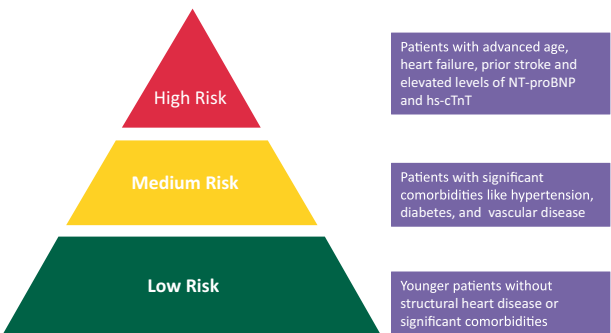 High Risk
Patients with advanced age,
heart failure, prior stroke and
elevated levels of NT-proBNP
and hs-cTnT
Medium Risk
Patients with significant
comorbidities like hypertension,
diabetes, and vascular disease
Low Risk
Younger patients without
structural heart disease or
significant comorbidities